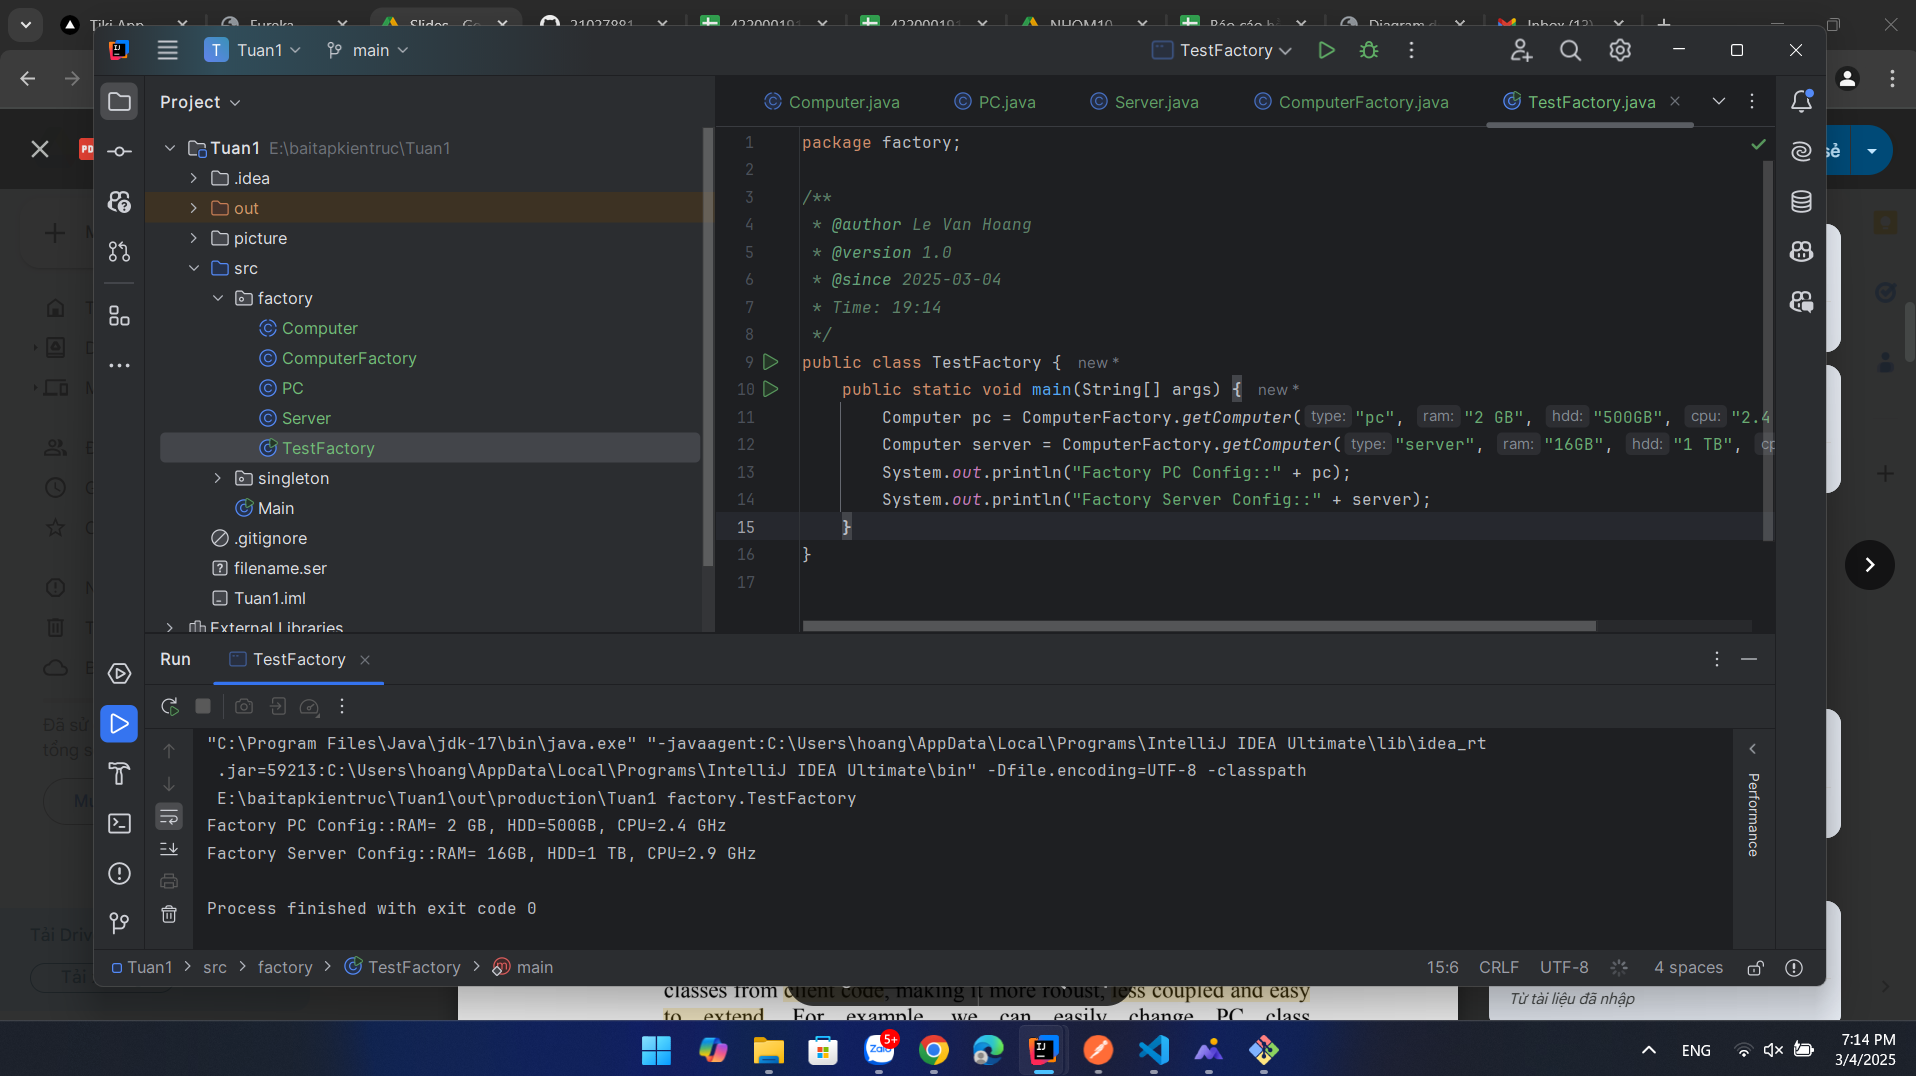 Tiki App
Eureka
Slides - Go
21027881
422000191
422000191
NHOM10
Báo cáo b
Diagram d
Inbox (13)
T Tuan1
main
TestFactory
Project
Computer.java
PC.java
Server.java
ComputerFactory.java
TestFactory.java
Tuan1 E:\baitapkientruc\Tuan1
.idea
out
picture
src
factory
Computer
ComputerFactory
PC
Server
TestFactory
singleton
Main
.gitignore
filename.ser
Tuan1.iml
External Libraries
1 package factory;
2
3 /**
4 * @author Le Van Hoang
5 * @version 1.0
6 * @since 2025-03-04
7 * Time: 19:14
8 */
9 public class TestFactory { new *
10 public static void main(String[] args) { new *
11 Computer pc = ComputerFactory.getComputer( type: "pc", ram: "2 GB", hdd: "500GB", cpu: "2.4
12 Computer server = ComputerFactory.getComputer( type: "server", ram: "16GB", hdd: "1 TB", cp
13 System.out.println("Factory PC Config::" + pc);
14 System.out.println("Factory Server Config::" + server);
15 }
16 }
17
Run
TestFactory
"C:\Program Files\Java\jdk-17\bin\java.exe" "-javaagent:C:\Users\hoang\AppData\Local\Programs\IntelliJ IDEA Ultimate\lib\idea_rt
.jar=59213:C:\Users\hoang\AppData\Local\Programs\IntelliJ IDEA Ultimate\bin" -Dfile.encoding=UTF-8 -classpath
E:\baitapkientruc\Tuan1\out\production\Tuan1 factory.TestFactory
Factory PC Config::RAM= 2 GB, HDD=500GB, CPU=2.4 GHz
Factory Server Config::RAM= 16GB, HDD=1 TB, CPU=2.9 GHz
Process finished with exit code 0
Performance
Tuan1 > src > factory > TestFactory > main
15:6 CRLF UTF-8 4 spaces
Đã sử
tổng s
Tải Driv
Tải
classes from client code, making it more robust, less coupled and easy
to extend. For example, we can easily change PC class
Từ tài liệu đã nhập
Zalo 5+
ENG
7:14 PM
3/4/2025